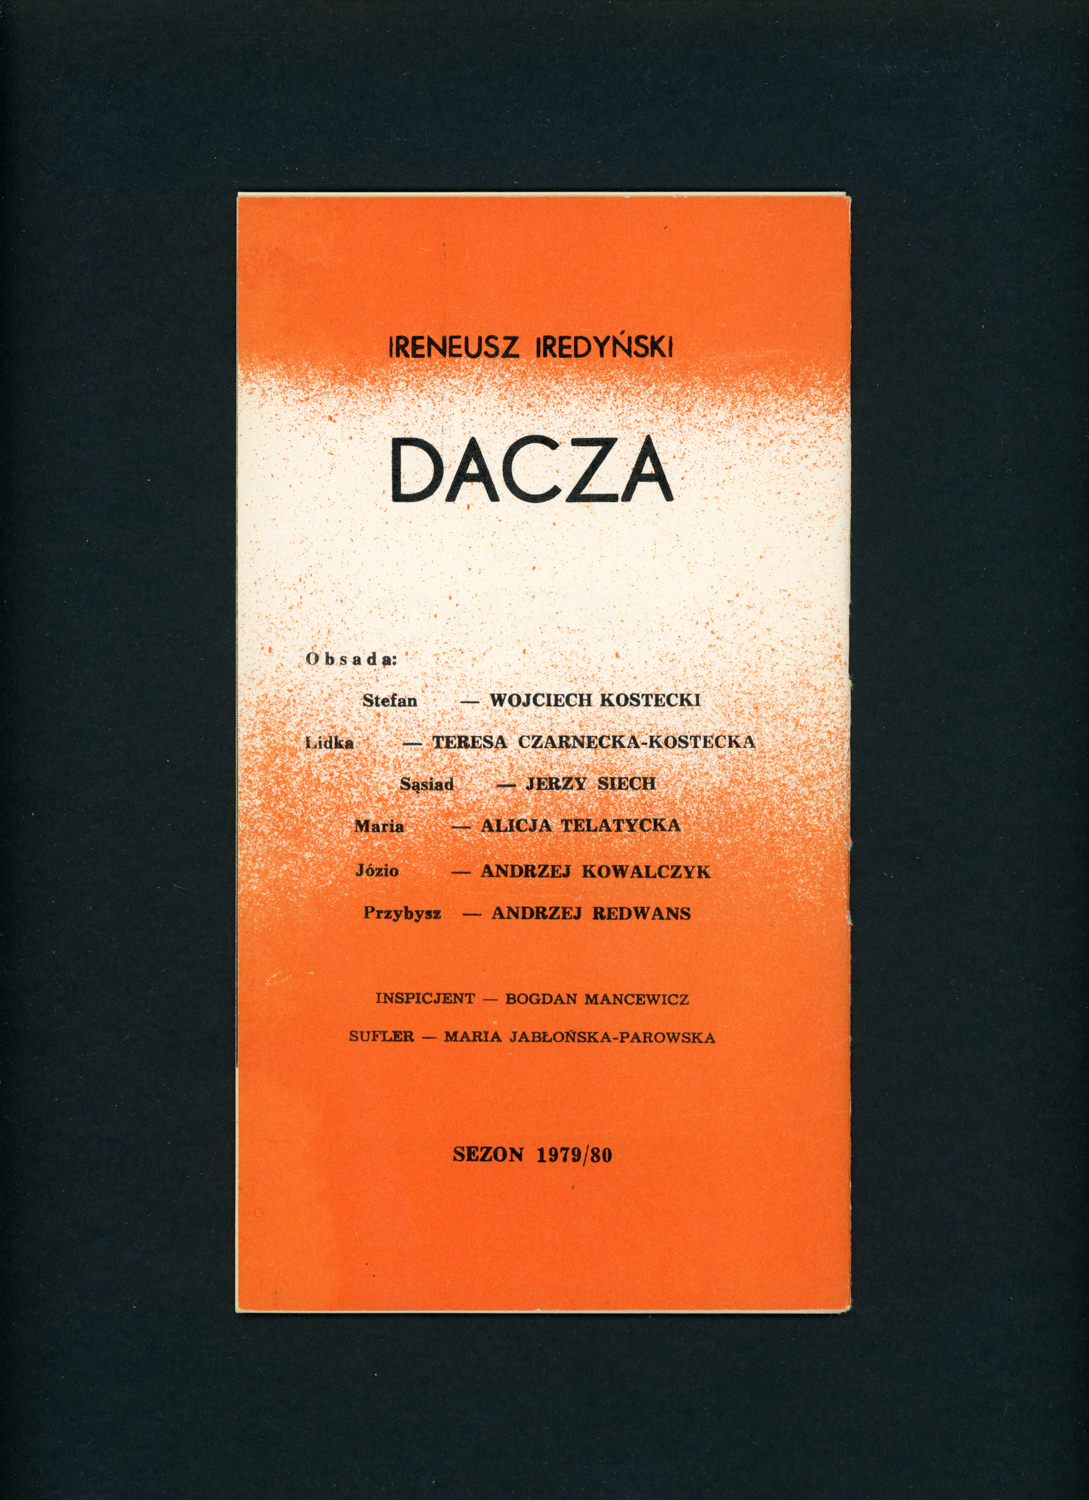 IRENEUSZ IREDYŃSKI
DACZA
Obsada:
Stefan — WOJCIECH KOSTECKI
Lidka — TERESA CZARNECKA-KOSTECKA
Sąsiad — JERZY SIECH
Maria — ALICJA TELATYCKA
Józio — ANDRZEJ KOWALCZYK
Przybysz — ANDRZEJ REDWANS
INSPICJENT — BOGDAN MANCEWICZ
SUFLER — MARIA JABŁOŃSKA-PAROWSKA
SEZON 1979/80